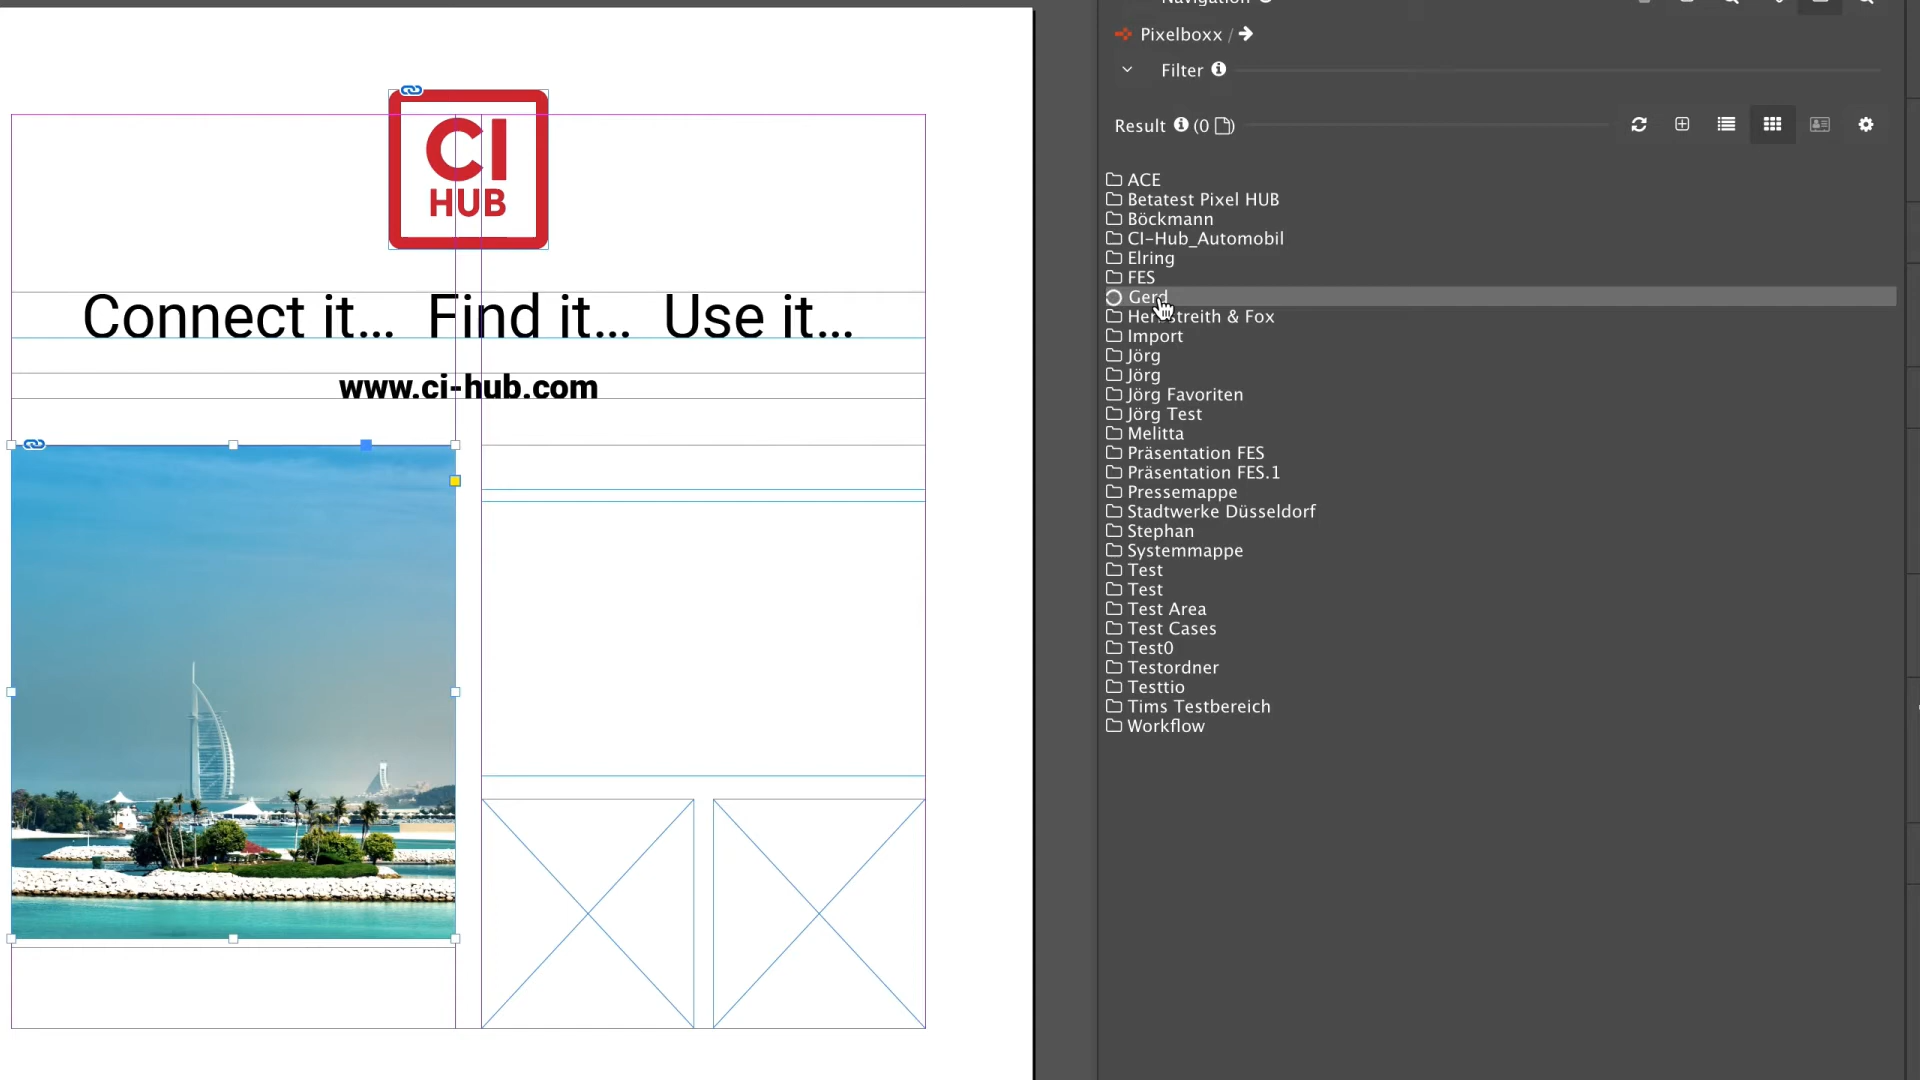 CI
HUB
Connect it... Find it... Use it...
www.ci-hub.com
Navigation
Pixelboxx /
Filter
Result (0 )
ACE
Betatest Pixel HUB
Böckmann
CI-Hub_Automobil
Elring
FES
Gerd
& Fox
Import
Jörg
Jörg
Jörg Favoriten
Jörg Test
Melitta
Präsentation FES
Präsentation FES.1
Pressemappe
Stadtwerke Düsseldorf
Stephan
Systemmappe
Test
Test
Test Area
Test Cases
Test0
Testordner
Testtio
Tims Testbereich
Workflow